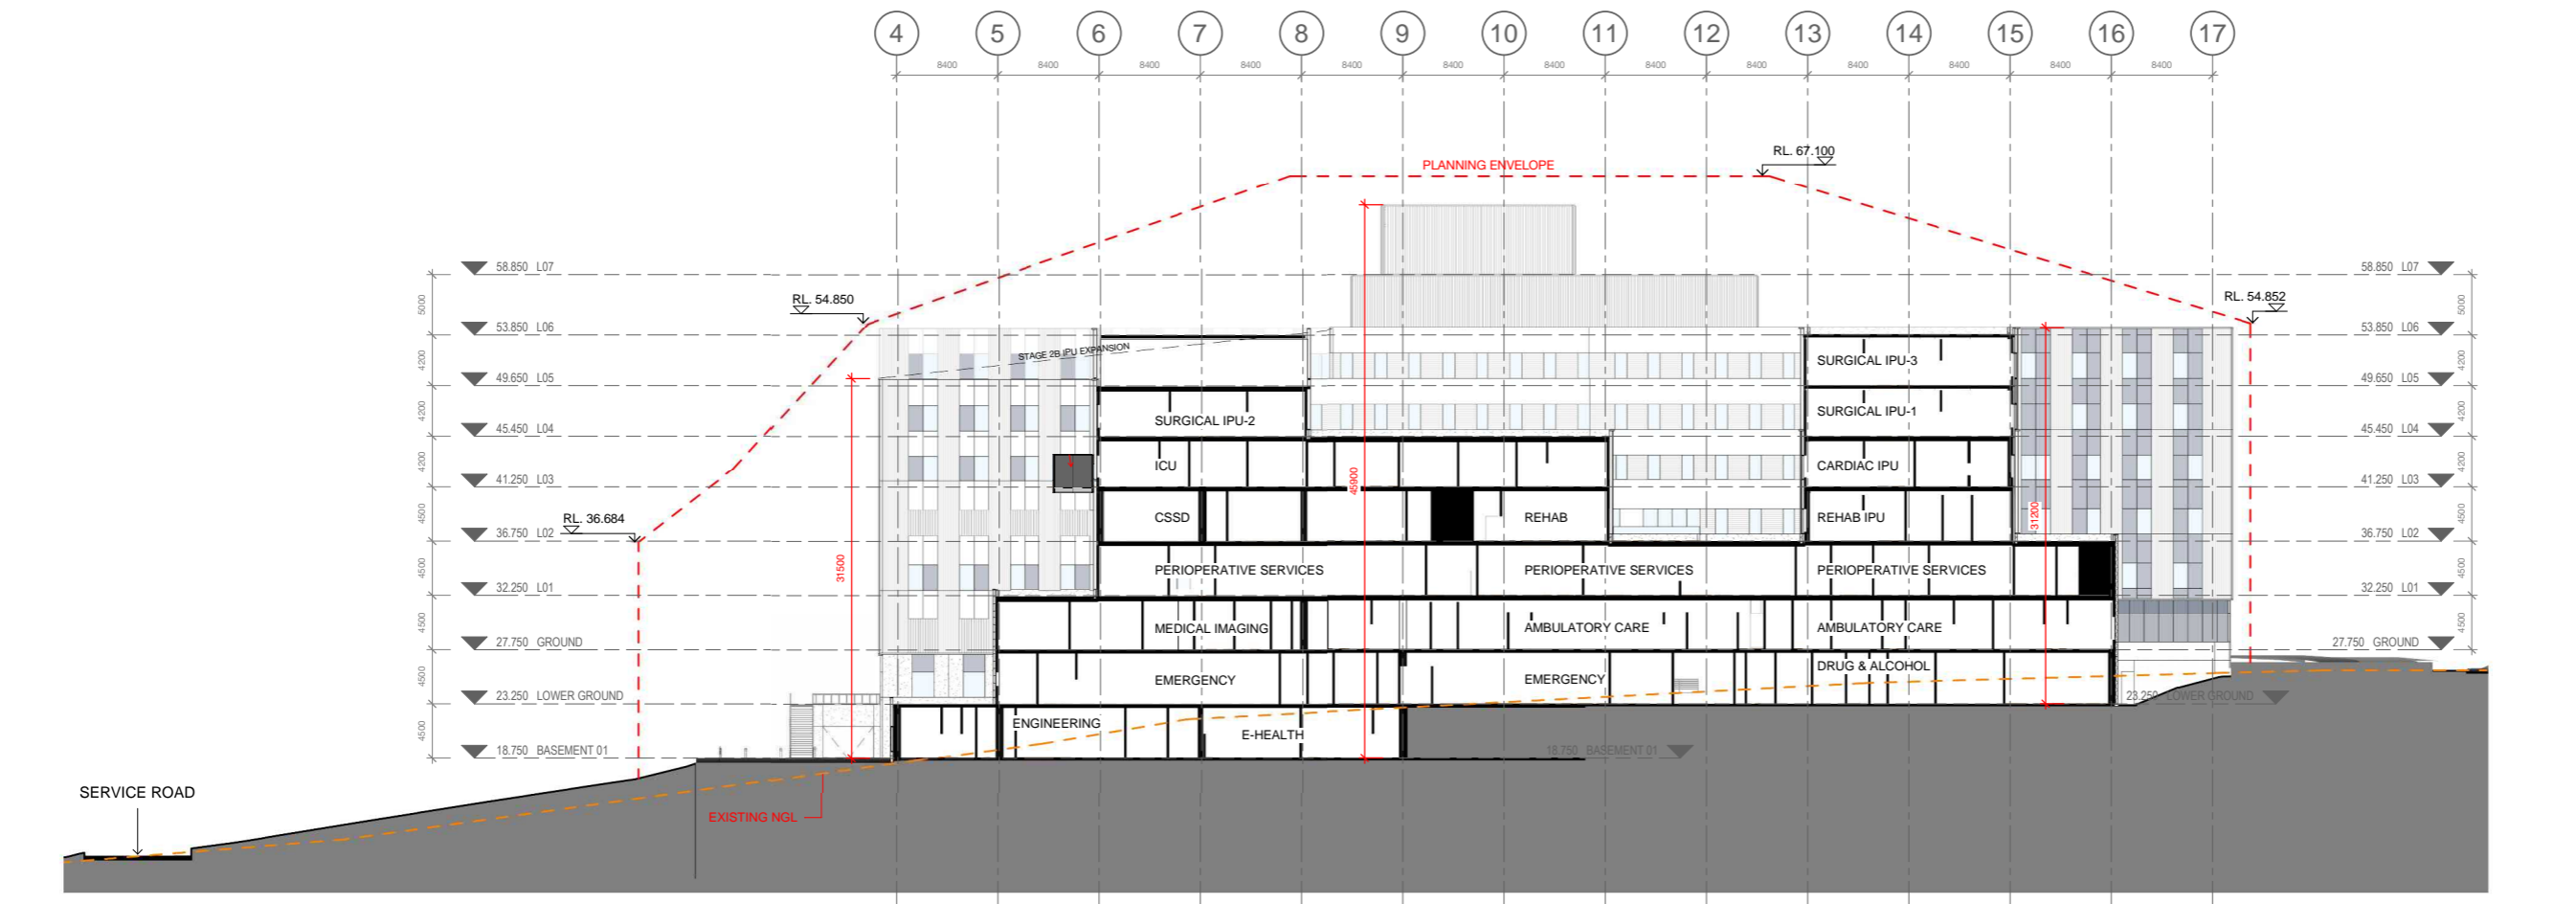 4 5 6 7 8 9 10 11 12 13 14 15 16 17
8400 8400 8400 8400 8400 8400 8400 8400 8400 8400 8400 8400 8400
PLANNING ENVELOPE
RL. 67.100
58.850 L07
58.850 L07
RL. 54.850
RL. 54.852
5000
5000
53.850 L06
53.850 L06
STAGE 2B IPU EXPANSION
SURGICAL IPU-3
4200
4200
49.650 L05
49.650 L05
SURGICAL IPU-2
SURGICAL IPU-1
4200
4200
45.450 L04
45.450 L04
ICU
CARDIAC IPU
4200
4200
41.250 L03
41.250 L03
45900
CSSD
REHAB
REHAB IPU
4500
31200
4500
RL. 36.684
36.750 L02
36.750 L02
31500
PERIOPERATIVE SERVICES
PERIOPERATIVE SERVICES
PERIOPERATIVE SERVICES
4500
4500
32.250 L01
32.250 L01
MEDICAL IMAGING
AMBULATORY CARE
AMBULATORY CARE
4500
4500
27.750 GROUND
27.750 GROUND
DRUG & ALCOHOL
EMERGENCY
EMERGENCY
4500
23.250 LOWER GROUND
23.250 LOWER GROUND
ENGINEERING
E-HEALTH
4500
18.750 BASEMENT 01
18.750 BASEMENT 01
SERVICE ROAD
EXISTING NGL